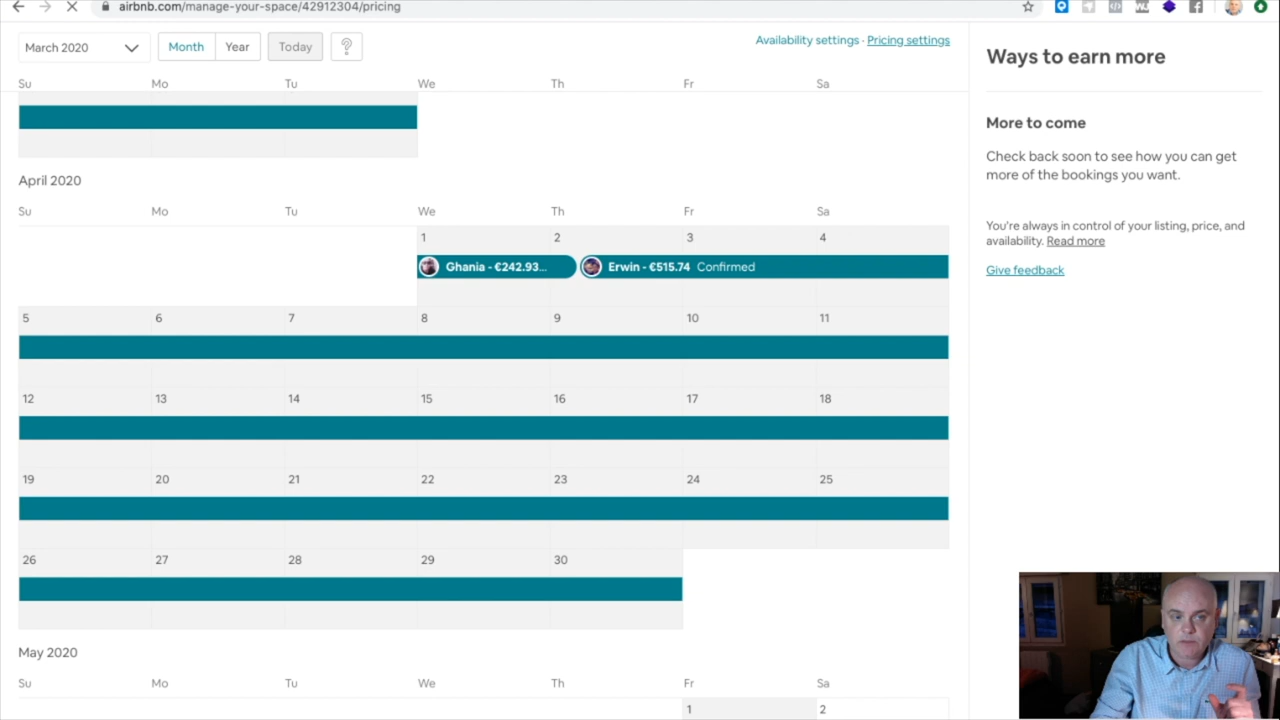 airbnb.com/manage-your-space/42912304/pricing
March 2020 Month Year Today ?
Availability settings · Pricing settings
Su Mo Tu We Th Fr Sa
April 2020
Su Mo Tu We Th Fr Sa
1 2 3 4
Ghania - €242.93... Erwin - €515.74 Confirmed
5 6 7 8 9 10 11
12 13 14 15 16 17 18
19 20 21 22 23 24 25
26 27 28 29 30
May 2020
Su Mo Tu We Th Fr Sa
1 2
Ways to earn more
More to come
Check back soon to see how you can get
more of the bookings you want.
You're always in control of your listing, price, and
availability. Read more
Give feedback